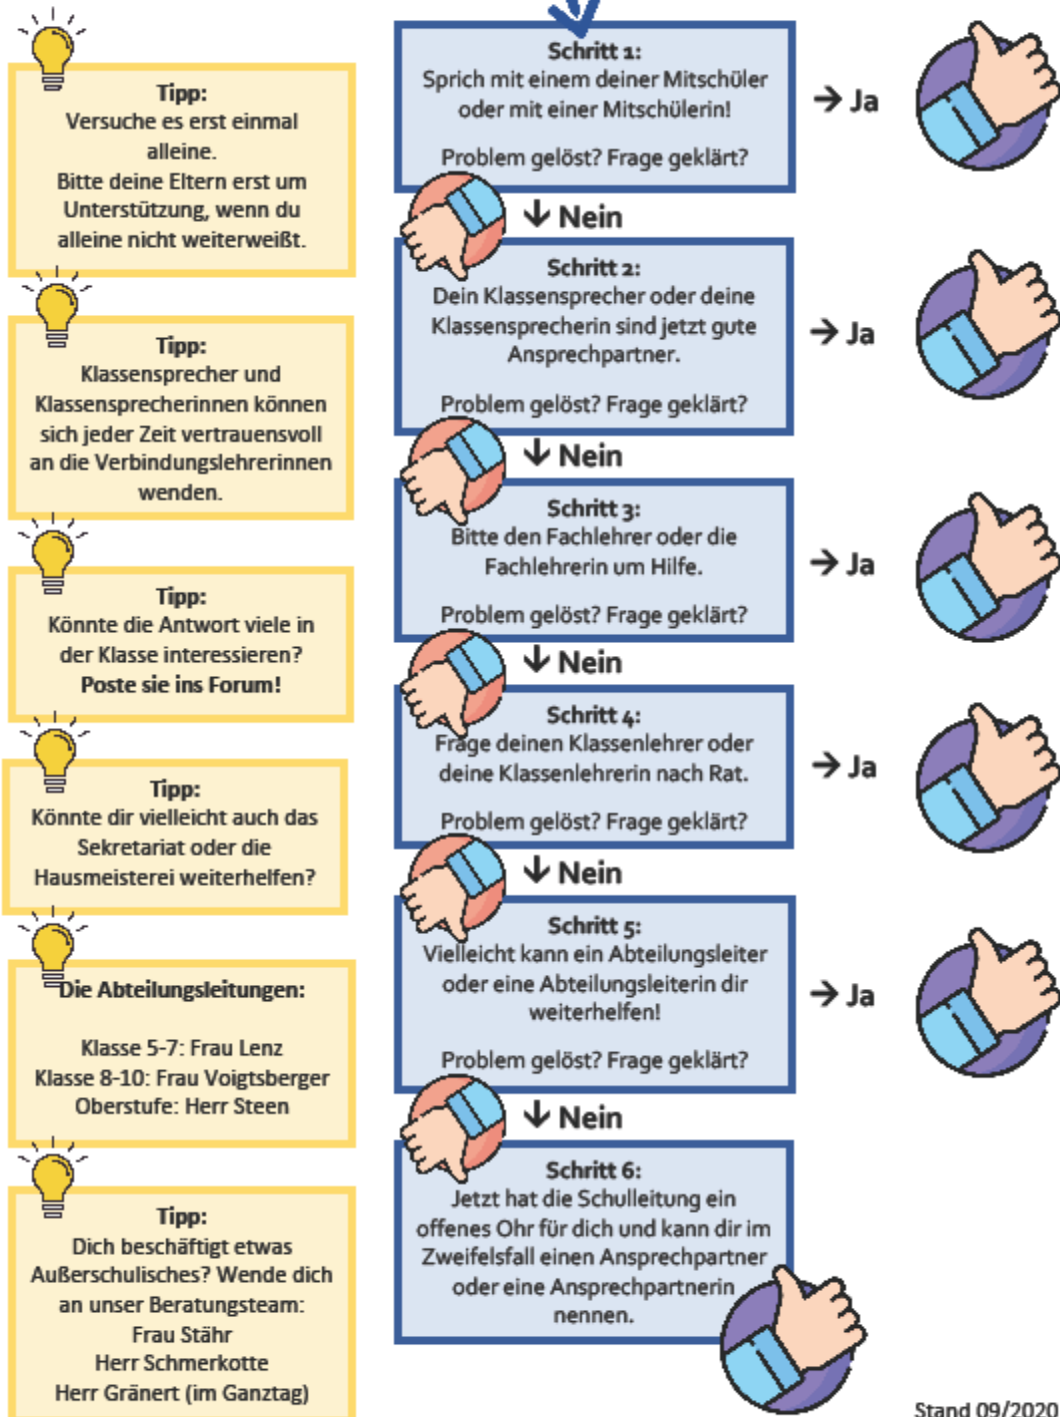 Tipp:
Versuche es erst einmal
alleine.
Bitte deine Eltern erst um
Unterstützung, wenn du
alleine nicht weiterweißt.
Tipp:
Klassensprecher und
Klassensprecherinnen können
sich jeder Zeit vertrauensvoll
an die Verbindungslehrerinnen
wenden.
Tipp:
Könnte die Antwort viele in
der Klasse interessieren?
Poste sie ins Forum!
Tipp:
Könnte dir vielleicht auch das
Sekretariat oder die
Hausmeisterei weiterhelfen?
Die Abteilungsleitungen:
Klasse 5-7: Frau Lenz
Klasse 8-10: Frau Voigtsberger
Oberstufe: Herr Steen
Tipp:
Dich beschäftigt etwas
Außerschulisches? Wende dich
an unser Beratungsteam:
Frau Stähr
Herr Schmerkotte
Herr Gränert (im Ganztag)
Schritt 1:
Sprich mit einem deiner Mitschüler
oder mit einer Mitschülerin!
Problem gelöst? Frage geklärt?
→ Ja
↓ Nein
Schritt 2:
Dein Klassensprecher oder deine
Klassensprecherin sind jetzt gute
Ansprechpartner.
Problem gelöst? Frage geklärt?
→ Ja
↓ Nein
Schritt 3:
Bitte den Fachlehrer oder die
Fachlehrerin um Hilfe.
Problem gelöst? Frage geklärt?
→ Ja
↓ Nein
Schritt 4:
Frage deinen Klassenlehrer oder
deine Klassenlehrerin nach Rat.
Problem gelöst? Frage geklärt?
→ Ja
↓ Nein
Schritt 5:
Vielleicht kann ein Abteilungsleiter
oder eine Abteilungsleiterin dir
weiterhelfen!
Problem gelöst? Frage geklärt?
→ Ja
↓ Nein
Schritt 6:
Jetzt hat die Schulleitung ein
offenes Ohr für dich und kann dir im
Zweifelsfall einen Ansprechpartner
oder eine Ansprechpartnerin
nennen.
Stand 09/2020